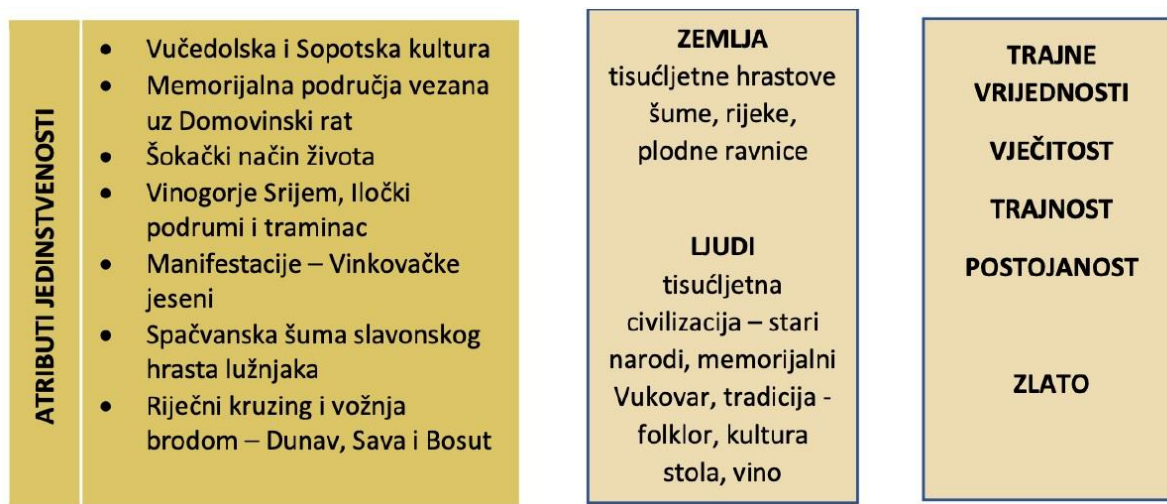 ATRIBUTI JEDINSTVENOSTI
• Vučedolska i Sopotska kultura
• Memorijalna područja vezana
uz Domovinski rat
• Šokački način života
• Vinogorje Srijem, Iločki
podrumi i traminac
• Manifestacije – Vinkovačke
jeseni
• Spačvanska šuma slavonskog
hrasta lužnjaka
• Riječni kruzing i vožnja
brodom – Dunav, Sava i Bosut
ZEMLJA
tisućljetne hrastove
šume, rijeke,
plodne ravnice
LJUDI
tisućljetna
civilizacija – stari
narodi, memorijalni
Vukovar, tradicija -
folklor, kultura
stola, vino
TRAJNE
VRIJEDNOSTI
VJEČITOST
TRAJNOST
POSTOJANOST
ZLATO